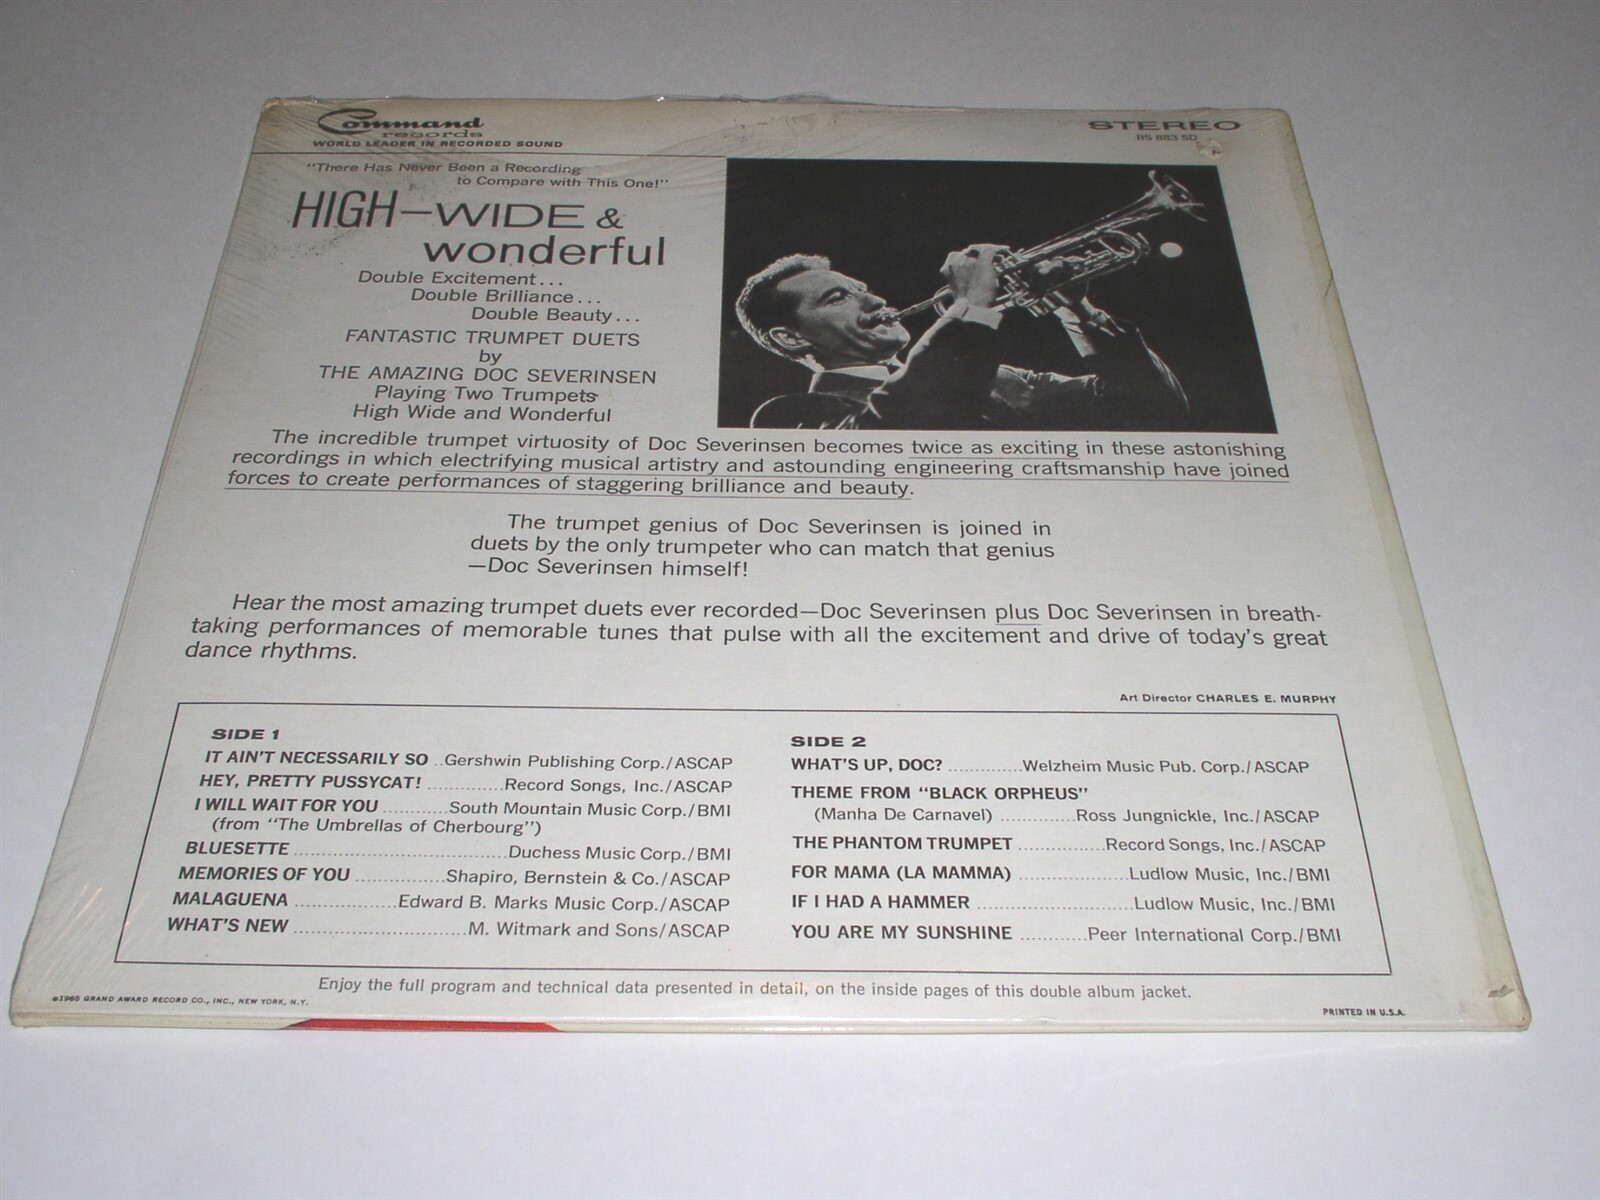 Command
records
WORLD LEADER IN RECORDED SOUND
STEREO
RS 883 SD
"There Has Never Been a Recording
to Compare with This One!"
HIGH—WIDE &
wonderful
Double Excitement...
Double Brilliance...
Double Beauty...
FANTASTIC TRUMPET DUETS
by
THE AMAZING DOC SEVERINSEN
Playing Two Trumpets
High Wide and Wonderful
The incredible trumpet virtuosity of Doc Severinsen becomes twice as exciting in these astonishing
recordings in which electrifying musical artistry and astounding engineering craftsmanship have joined
forces to create performances of staggering brilliance and beauty.
The trumpet genius of Doc Severinsen is joined in
duets by the only trumpeter who can match that genius
—Doc Severinsen himself!
Hear the most amazing trumpet duets ever recorded—Doc Severinsen plus Doc Severinsen in breath-
taking performances of memorable tunes that pulse with all the excitement and drive of today's great
dance rhythms.
Art Director CHARLES E. MURPHY
SIDE 1
IT AIN'T NECESSARILY SO ..Gershwin Publishing Corp./ASCAP
HEY, PRETTY PUSSYCAT! .............Record Songs, Inc./ASCAP
I WILL WAIT FOR YOU ...........South Mountain Music Corp./BMI
(from "The Umbrellas of Cherbourg")
BLUESETTE ....................................Duchess Music Corp./BMI
MEMORIES OF YOU ...............Shapiro, Bernstein & Co./ASCAP
MALAGUENA .................Edward B. Marks Music Corp./ASCAP
WHAT'S NEW .............................M. Witmark and Sons/ASCAP
SIDE 2
WHAT'S UP, DOC? .............Welzheim Music Pub. Corp./ASCAP
THEME FROM "BLACK ORPHEUS"
(Manha De Carnavel) .............Ross Jungnickle, Inc./ASCAP
THE PHANTOM TRUMPET ...............Record Songs, Inc./ASCAP
FOR MAMA (LA MAMMA) ...................Ludlow Music, Inc./BMI
IF I HAD A HAMMER ..........................Ludlow Music, Inc./BMI
YOU ARE MY SUNSHINE ............Peer International Corp./BMI
Enjoy the full program and technical data presented in detail, on the inside pages of this double album jacket.
©1965 GRAND AWARD RECORD CO., INC., NEW YORK, N.Y.
PRINTED IN U.S.A.